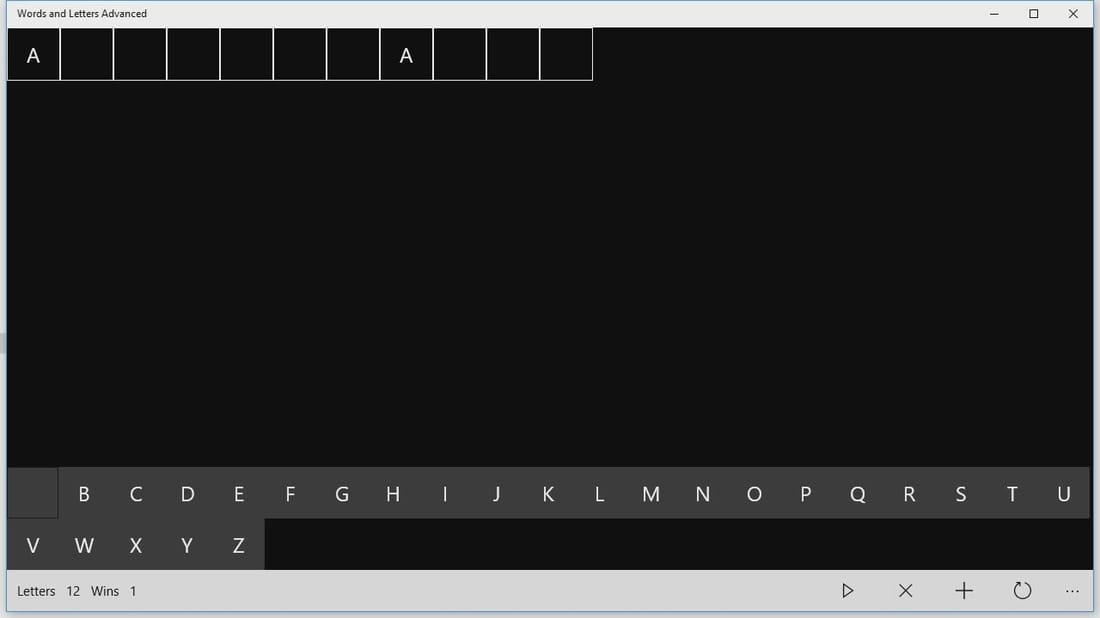 Words and Letters Advanced
A A
B C D E F G H I J K L M N O P Q R S T U
V W X Y Z
Letters 12 Wins 1